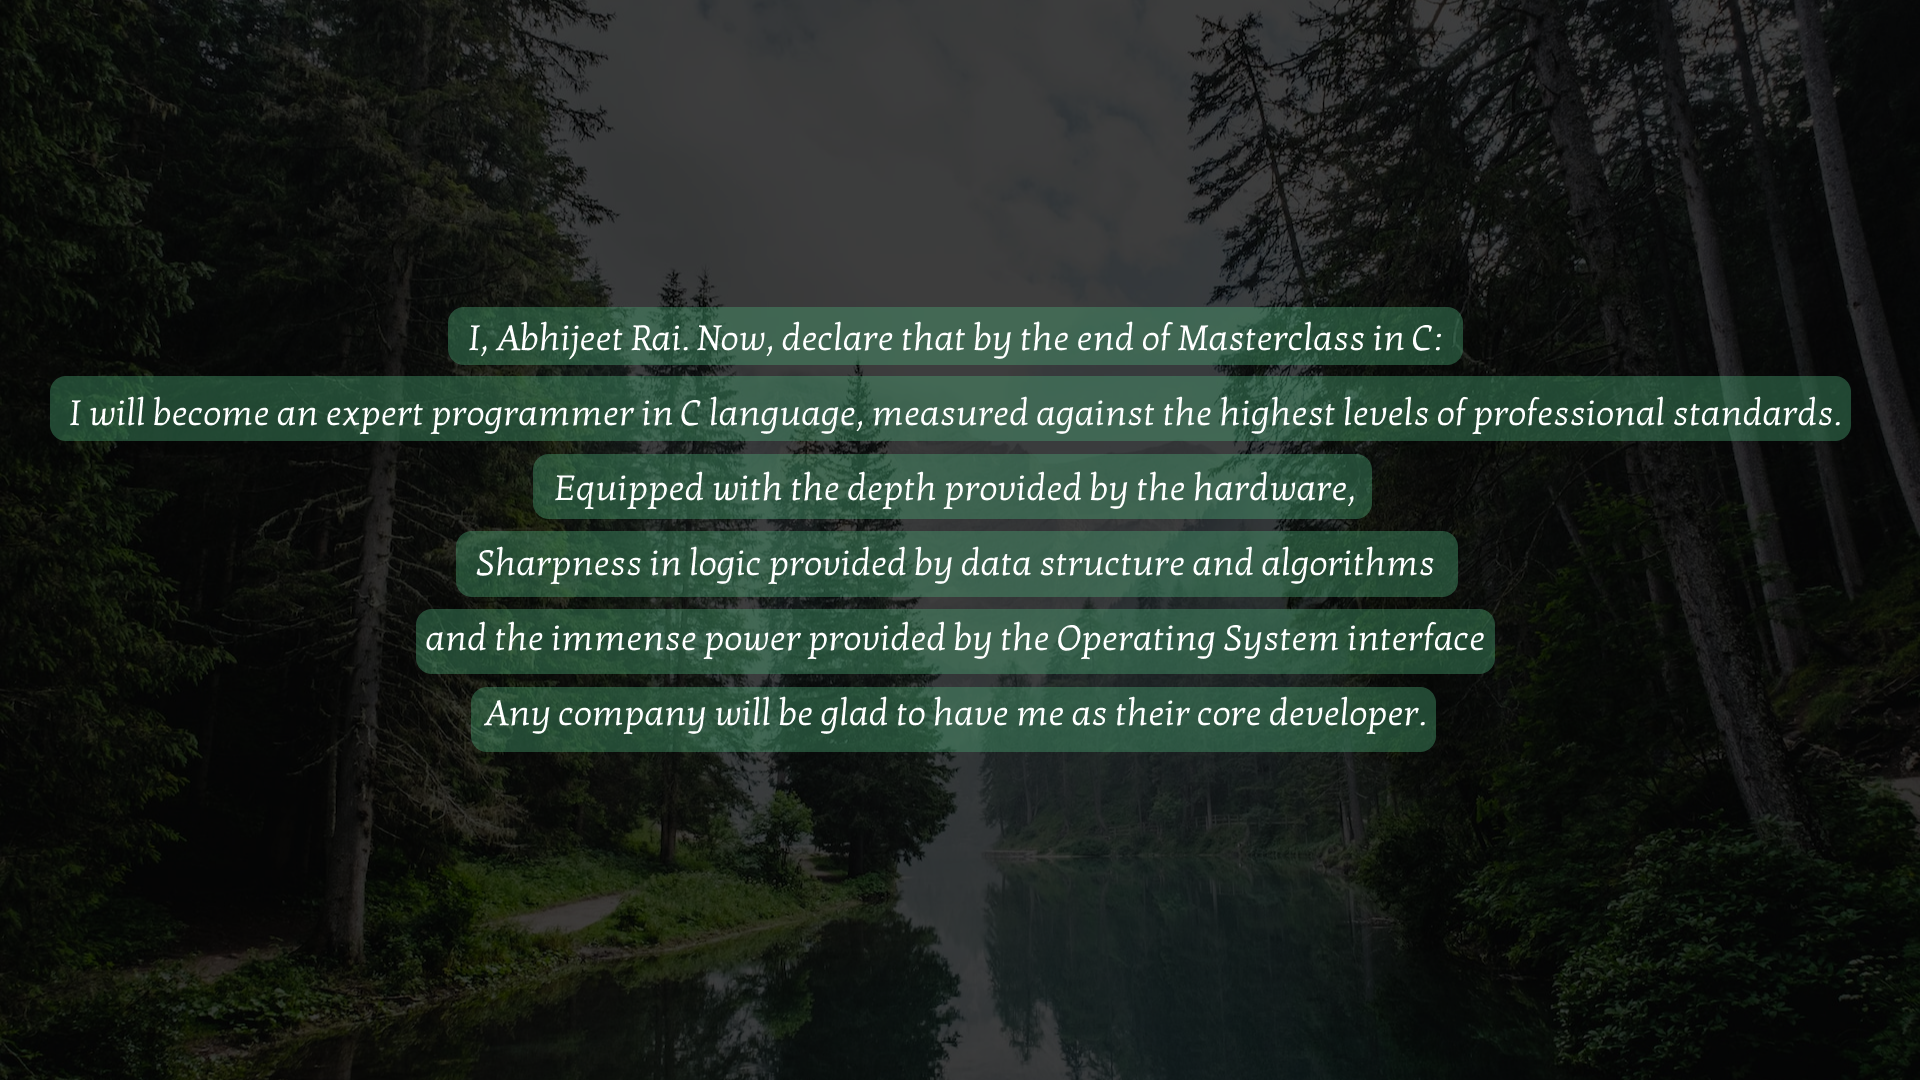 I, Abhijeet Rai. Now, declare that by the end of Masterclass in C:
I will become an expert programmer in C language, measured against the highest levels of professional standards.
Equipped with the depth provided by the hardware,
Sharpness in logic provided by data structure and algorithms
and the immense power provided by the Operating System interface
Any company will be glad to have me as their core developer.